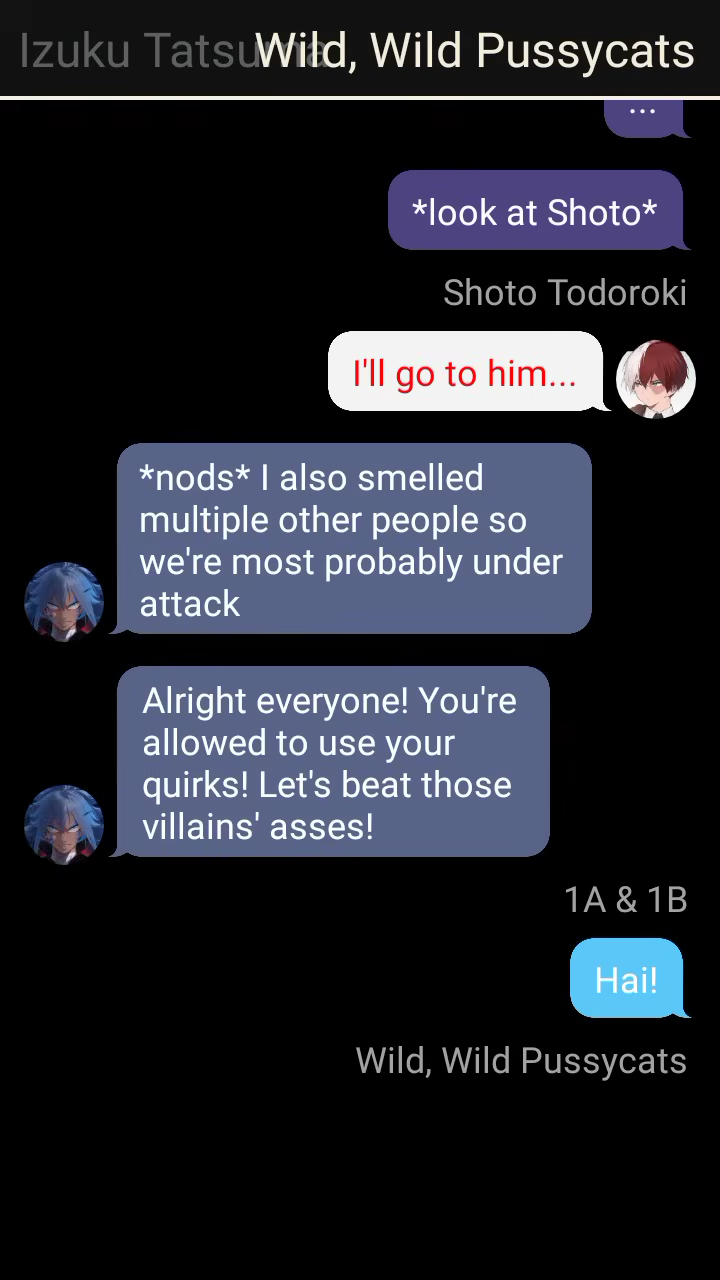 Izuku Tatsuma
Wild, Wild Pussycats
...
*look at Shoto*
Shoto Todoroki
I'll go to him...
*nods* I also smelled
multiple other people so
we're most probably under
attack
Alright everyone! You're
allowed to use your
quirks! Let's beat those
villains' asses!
1A & 1B
Hai!
Wild, Wild Pussycats